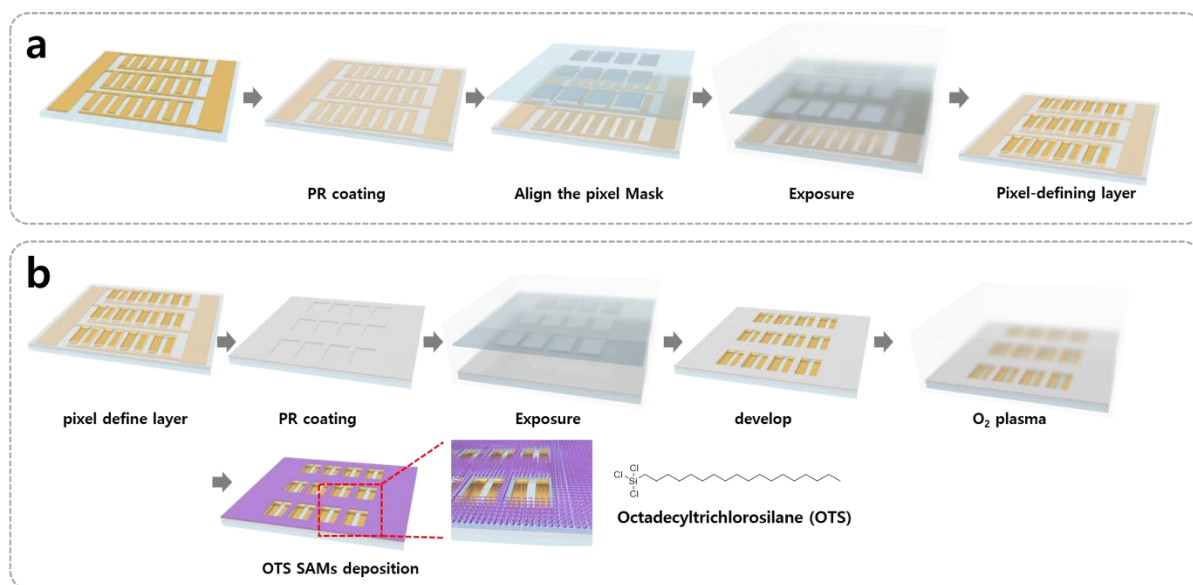 a
PR coating
Align the pixel Mask
Exposure
Pixel-defining layer
b
pixel define layer
PR coating
Exposure
develop
O₂ plasma
Cl
Cl
Si
Cl
Octadecyltrichlorosilane (OTS)
OTS SAMs deposition